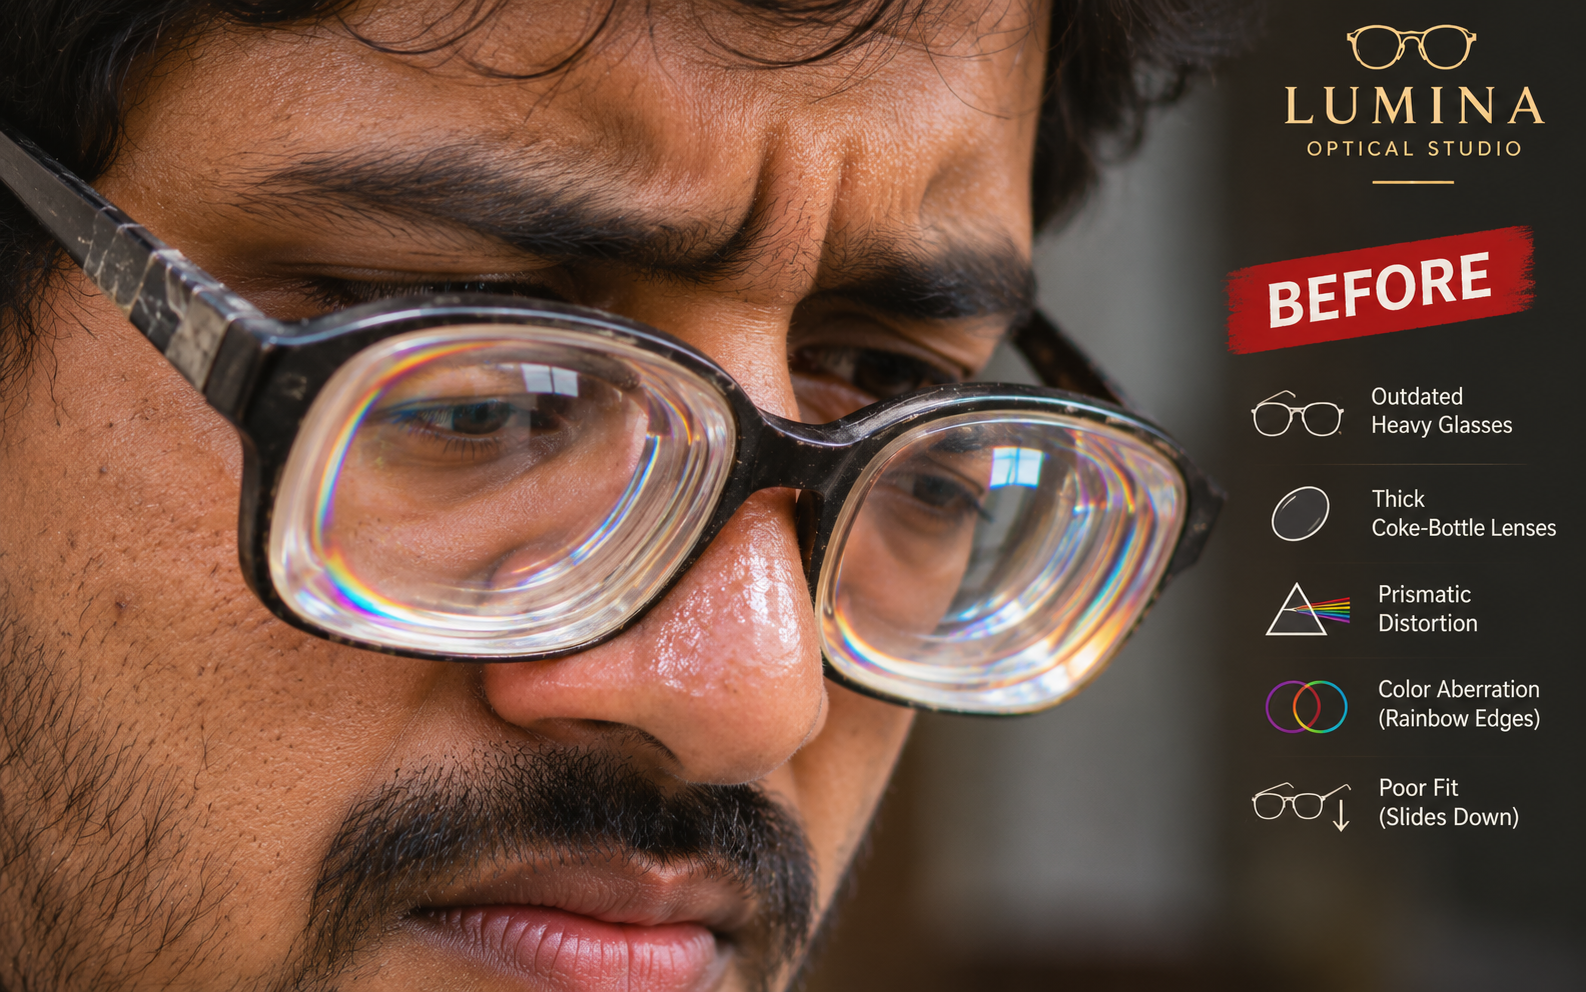 LUMINA
OPTICAL STUDIO
BEFORE
Outdated
Heavy Glasses
Thick
Coke-Bottle Lenses
Prismatic
Distortion
Color Aberration
(Rainbow Edges)
Poor Fit
(Slides Down)